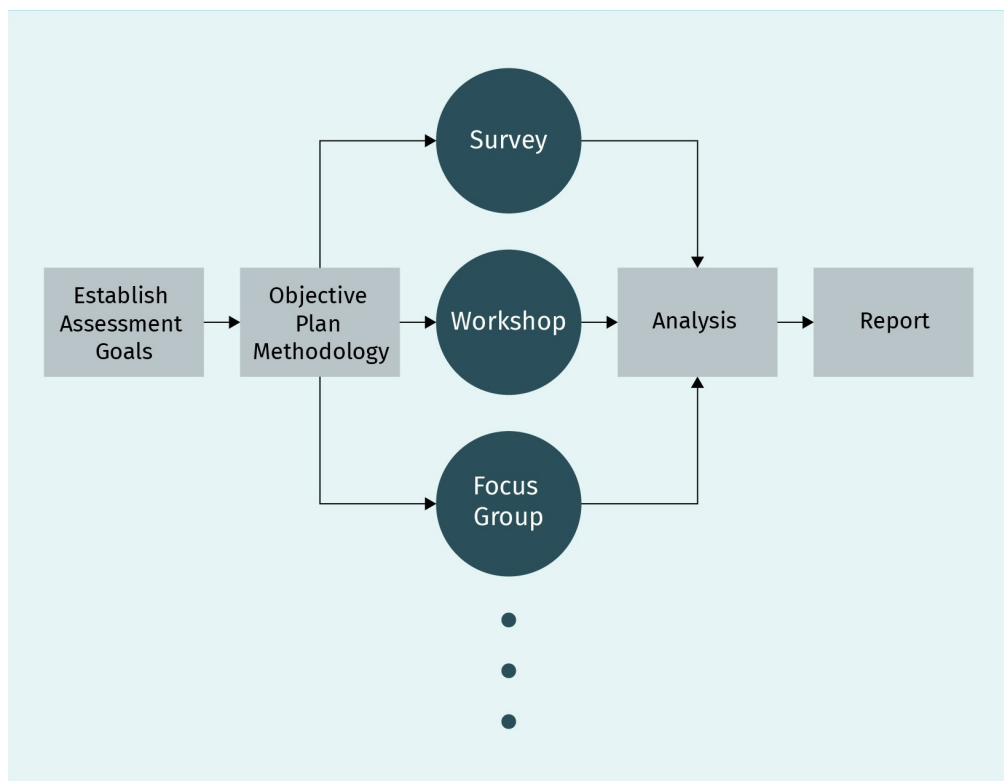 Survey
Establish
Assessment
Goals
Objective
Plan
Methodology
Workshop
Analysis
Report
Focus
Group